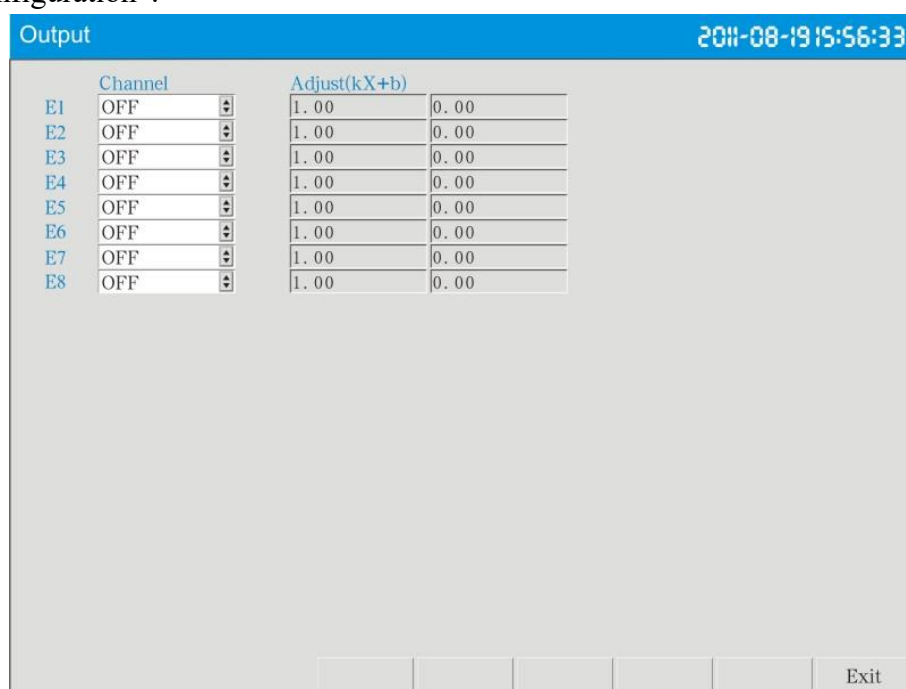 Output 2011-08-19 15:56:33
Channel Adjust(kX+b)
E1 OFF 1.00 0.00
E2 OFF 1.00 0.00
E3 OFF 1.00 0.00
E4 OFF 1.00 0.00
E5 OFF 1.00 0.00
E6 OFF 1.00 0.00
E7 OFF 1.00 0.00
E8 OFF 1.00 0.00
Exit